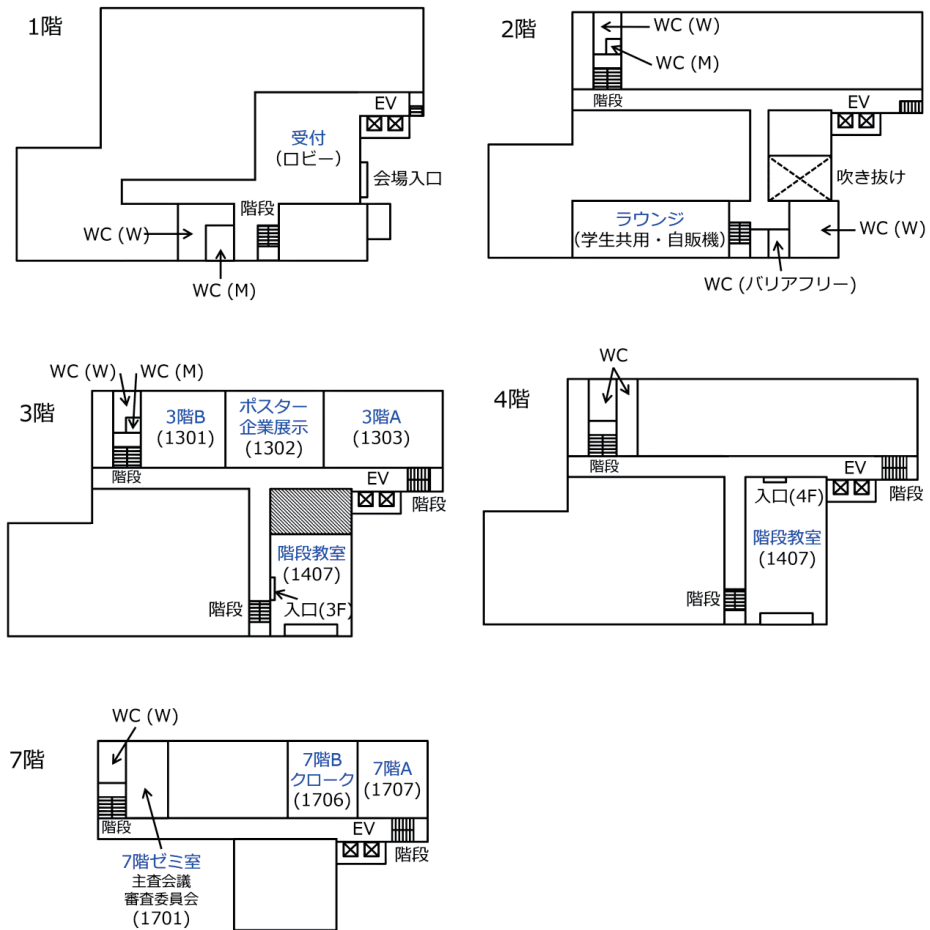 1階
EV
受付
(ロビー)
会場入口
階段
WC (W)
WC (M)
2階
WC (W)
WC (M)
階段
EV
吹き抜け
ラウンジ
(学生共用・自販機)
WC (W)
WC (バリアフリー)
3階
WC (W)
WC (M)
3階B
(1301)
ポスター
企業展示
(1302)
3階A
(1303)
階段
EV
階段
階段教室
(1407)
階段
入口(3F)
4階
WC
階段
EV
入口(4F)
階段
階段教室
(1407)
階段
7階
WC (W)
7階B
クローク
(1706)
7階A
(1707)
階段
EV
階段
7階ゼミ室
主査会議
審査委員会
(1701)